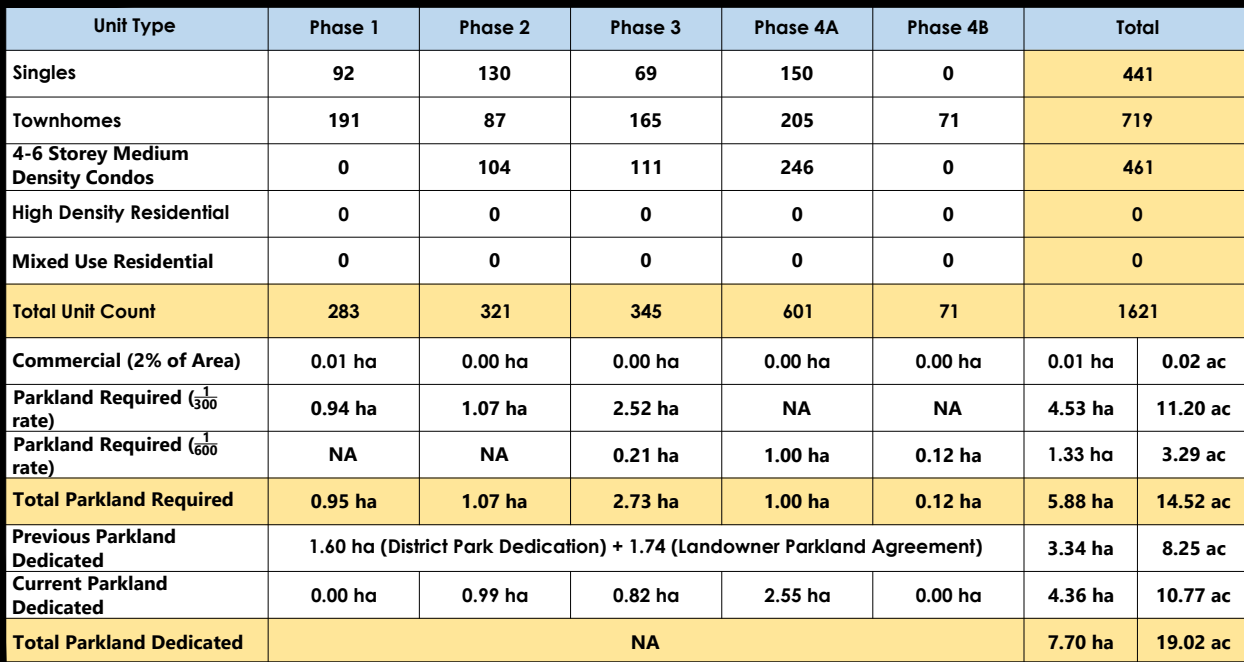 Unit Type Phase 1 Phase 2 Phase 3 Phase 4A Phase 4B Total
Singles 92 130 69 150 0 441
Townhomes 191 87 165 205 71 719
4-6 Storey Medium
Density Condos 0 104 111 246 0 461
High Density Residential 0 0 0 0 0 0
Mixed Use Residential 0 0 0 0 0 0
Total Unit Count 283 321 345 601 71 1621
Commercial (2% of Area) 0.01 ha 0.00 ha 0.00 ha 0.00 ha 0.00 ha 0.01 ha 0.02 ac
Parkland Required (1/300
rate) 0.94 ha 1.07 ha 2.52 ha NA NA 4.53 ha 11.20 ac
Parkland Required (1/600
rate) NA NA 0.21 ha 1.00 ha 0.12 ha 1.33 ha 3.29 ac
Total Parkland Required 0.95 ha 1.07 ha 2.73 ha 1.00 ha 0.12 ha 5.88 ha 14.52 ac
Previous Parkland
Dedicated 1.60 ha (District Park Dedication) + 1.74 (Landowner Parkland Agreement) 3.34 ha 8.25 ac
Current Parkland
Dedicated 0.00 ha 0.99 ha 0.82 ha 2.55 ha 0.00 ha 4.36 ha 10.77 ac
Total Parkland Dedicated NA 7.70 ha 19.02 ac